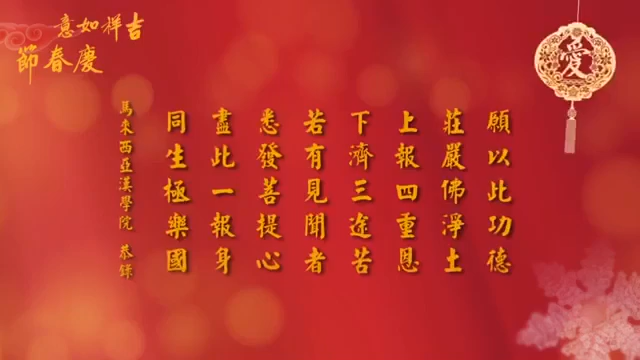 吉祥如意
慶春節
愛
願以此功德
莊嚴佛淨土
上報四重恩
下濟三途苦
若有見聞者
悉發菩提心
盡此一報身
同生極樂國
馬來西亞漢學院 恭錄